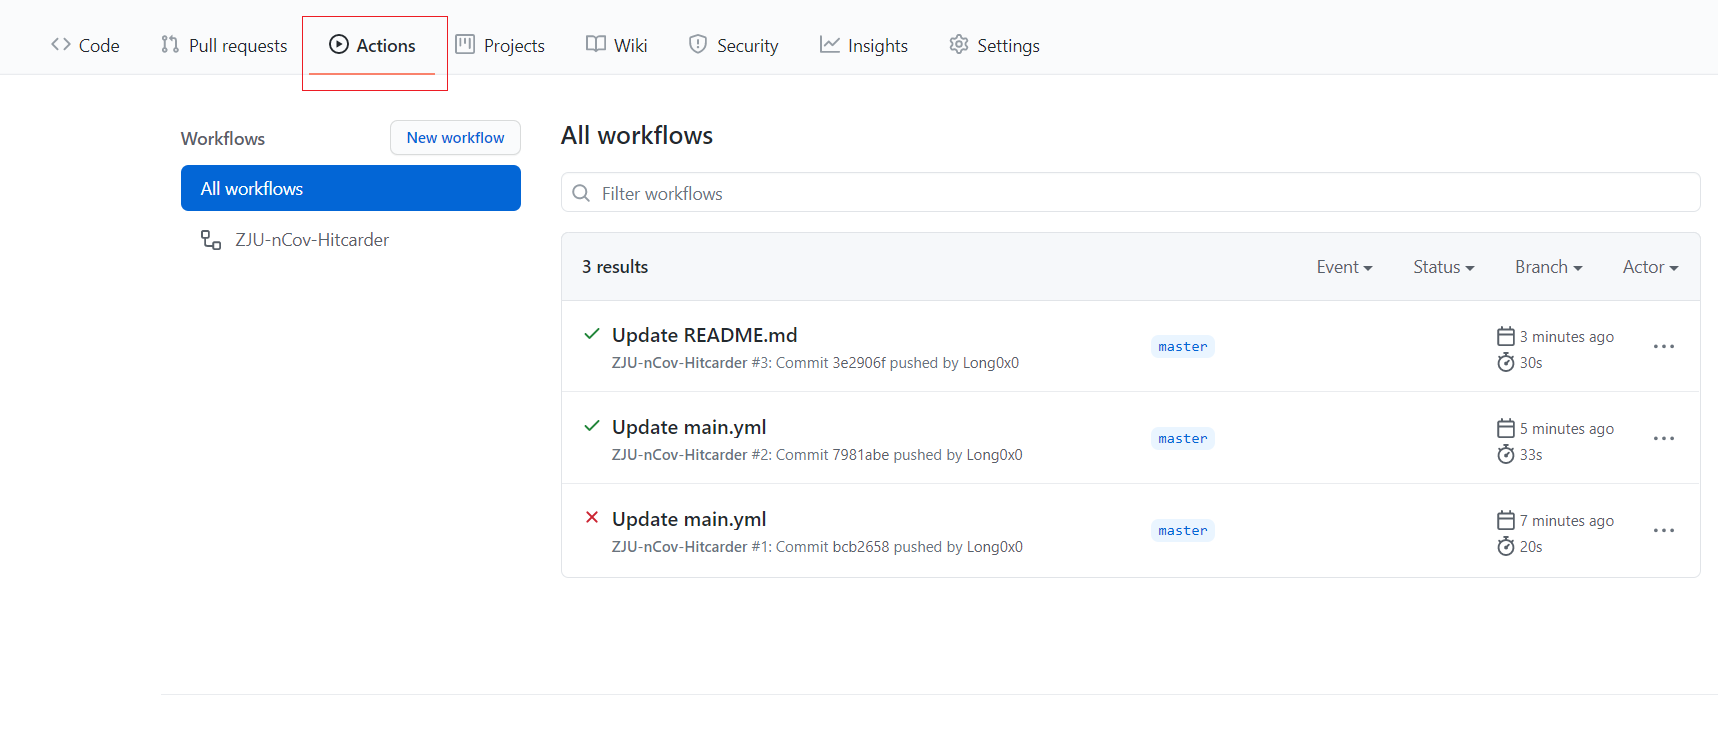 Code Pull requests Actions Projects Wiki Security Insights Settings
Workflows New workflow
All workflows
ZJU-nCov-Hitcarder
All workflows
Filter workflows
3 results Event Status Branch Actor
Update README.md
ZJU-nCov-Hitcarder #3: Commit 3e2906f pushed by Long0x0
master
3 minutes ago
30s
Update main.yml
ZJU-nCov-Hitcarder #2: Commit 7981abe pushed by Long0x0
master
5 minutes ago
33s
Update main.yml
ZJU-nCov-Hitcarder #1: Commit bcb2658 pushed by Long0x0
master
7 minutes ago
20s